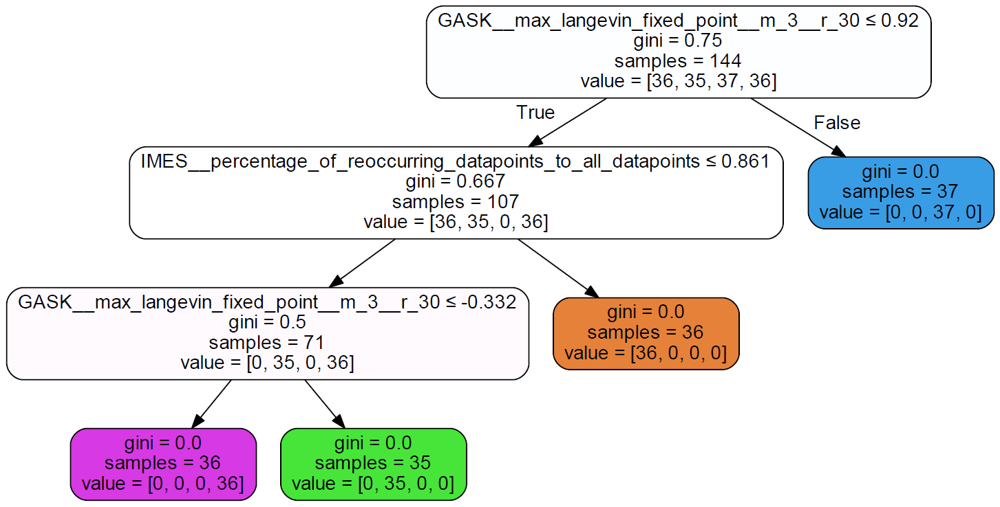 GASK__max_langevin_fixed_point__m_3__r_30 ≤ 0.92
gini = 0.75
samples = 144
value = [36, 35, 37, 36]
True
False
IMES__percentage_of_reoccurring_datapoints_to_all_datapoints ≤ 0.861
gini = 0.667
samples = 107
value = [36, 35, 0, 36]
gini = 0.0
samples = 37
value = [0, 0, 37, 0]
GASK__max_langevin_fixed_point__m_3__r_30 ≤ -0.332
gini = 0.5
samples = 71
value = [0, 35, 0, 36]
gini = 0.0
samples = 36
value = [36, 0, 0, 0]
gini = 0.0
samples = 36
value = [0, 0, 0, 36]
gini = 0.0
samples = 35
value = [0, 35, 0, 0]